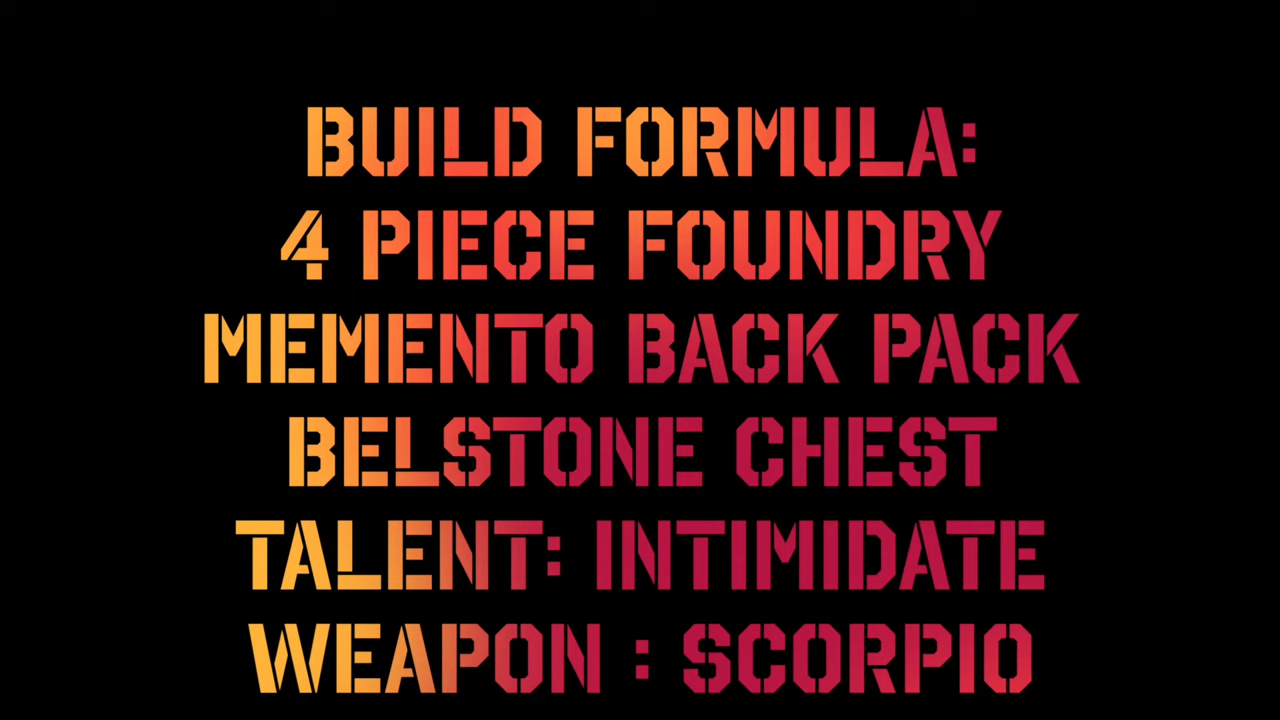 BUILD FORMULA:
4 PIECE FOUNDRY
MEMENTO BACK PACK
BELSTONE CHEST
TALENT: INTIMIDATE
WEAPON : SCORPIO